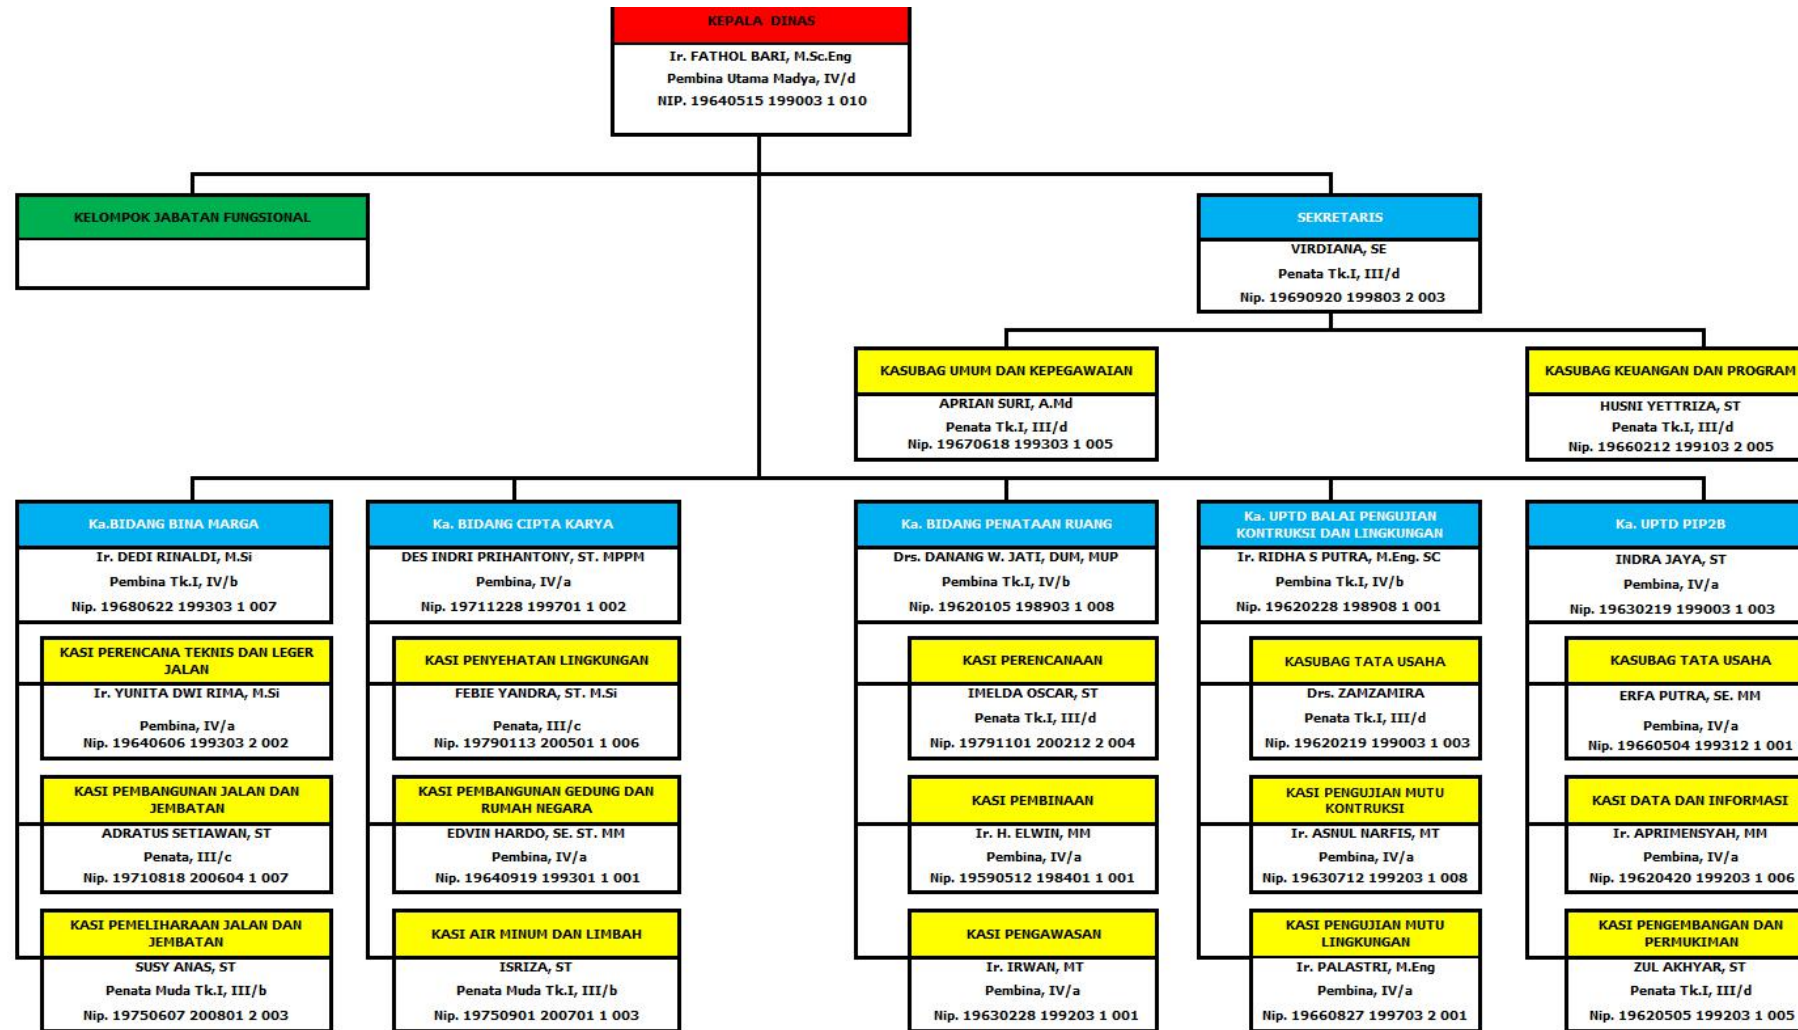 KEPALA  DINAS
Ir. FATHOL BARI, M.Sc.Eng
Pembina Utama Madya, IV/d
NIP. 19640515 199003 1 010
KELOMPOK JABATAN FUNGSIONAL
SEKRETARIS
VIRDIANA, SE
Penata Tk.I, III/d
Nip. 19690920 199803 2 003
KASUBAG UMUM DAN KEPEGAWAIAN
APRIAN SURI, A.Md
Penata Tk.I, III/d
Nip. 19670618 199303 1 005
KASUBAG KEUANGAN DAN PROGRAM
HUSNI YETTRIZA, ST
Penata Tk.I, III/d
Nip. 19660212 199103 2 005
Ka.BIDANG BINA MARGA
Ir. DEDI RINALDI, M.Si
Pembina Tk.I, IV/b
Nip. 19680622 199303 1 007
KASI PERENCANA TEKNIS DAN LEGER
JALAN
Ir. YUNITA DWI RIMA, M.Si
Pembina, IV/a
Nip. 19640606 199303 2 002
KASI PEMBANGUNAN JALAN DAN
JEMBATAN
ADRATUS SETIAWAN, ST
Penata, III/c
Nip. 19710818 200604 1 007
KASI PEMELIHARAAN JALAN DAN
JEMBATAN
SUSY ANAS, ST
Penata Muda Tk.I, III/b
Nip. 19750607 200801 2 003
Ka. BIDANG CIPTA KARYA
DES INDRI PRIHANTONY, ST. MPPM
Pembina, IV/a
Nip. 19711228 199701 1 002
KASI PENYEHATAN LINGKUNGAN
FEBIE YANDRA, ST. M.Si
Penata, III/c
Nip. 19790113 200501 1 006
KASI PEMBANGUNAN GEDUNG DAN
RUMAH NEGARA
EDVIN HARDO, SE. ST. MM
Pembina, IV/a
Nip. 19640919 199301 1 001
KASI AIR MINUM DAN LIMBAH
ISRIZA, ST
Penata Muda Tk.I, III/b
Nip. 19750901 200701 1 003
Ka. BIDANG PENATAAN RUANG
Drs. DANANG W. JATI, DUM, MUP
Pembina Tk.I, IV/b
Nip. 19620105 198903 1 008
KASI PERENCANAAN
IMELDA OSCAR, ST
Penata Tk.I, III/d
Nip. 19791101 200212 2 004
KASI PEMBINAAN
Ir. H. ELWIN, MM
Pembina, IV/a
Nip. 19590512 198401 1 001
KASI PENGAWASAN
Ir. IRWAN, MT
Pembina, IV/a
Nip. 19630228 199203 1 001
Ka. UPTD BALAI PENGUJIAN
KONTRUKSI DAN LINGKUNGAN
Ir. RIDHA S PUTRA, M.Eng. SC
Pembina Tk.I, IV/b
Nip. 19620228 198908 1 001
KASUBAG TATA USAHA
Drs. ZAMZAMIRA
Penata Tk.I, III/d
Nip. 19620219 199003 1 003
KASI PENGUJIAN MUTU
KONTRUKSI
Ir. ASNUL NARFIS, MT
Pembina, IV/a
Nip. 19630712 199203 1 008
KASI PENGUJIAN MUTU
LINGKUNGAN
Ir. PALASTRI, M.Eng
Pembina, IV/a
Nip. 19660827 199703 2 001
Ka. UPTD PIP2B
INDRA JAYA, ST
Pembina, IV/a
Nip. 19630219 199003 1 003
KASUBAG TATA USAHA
ERFA PUTRA, SE. MM
Pembina, IV/a
Nip. 19660504 199312 1 001
KASI DATA DAN INFORMASI
Ir. APRIMENSYAH, MM
Pembina, IV/a
Nip. 19620420 199203 1 006
KASI PENGEMBANGAN DAN
PERMUKIMAN
ZUL AKHYAR, ST
Penata Tk.I, III/d
Nip. 19620505 199203 1 005